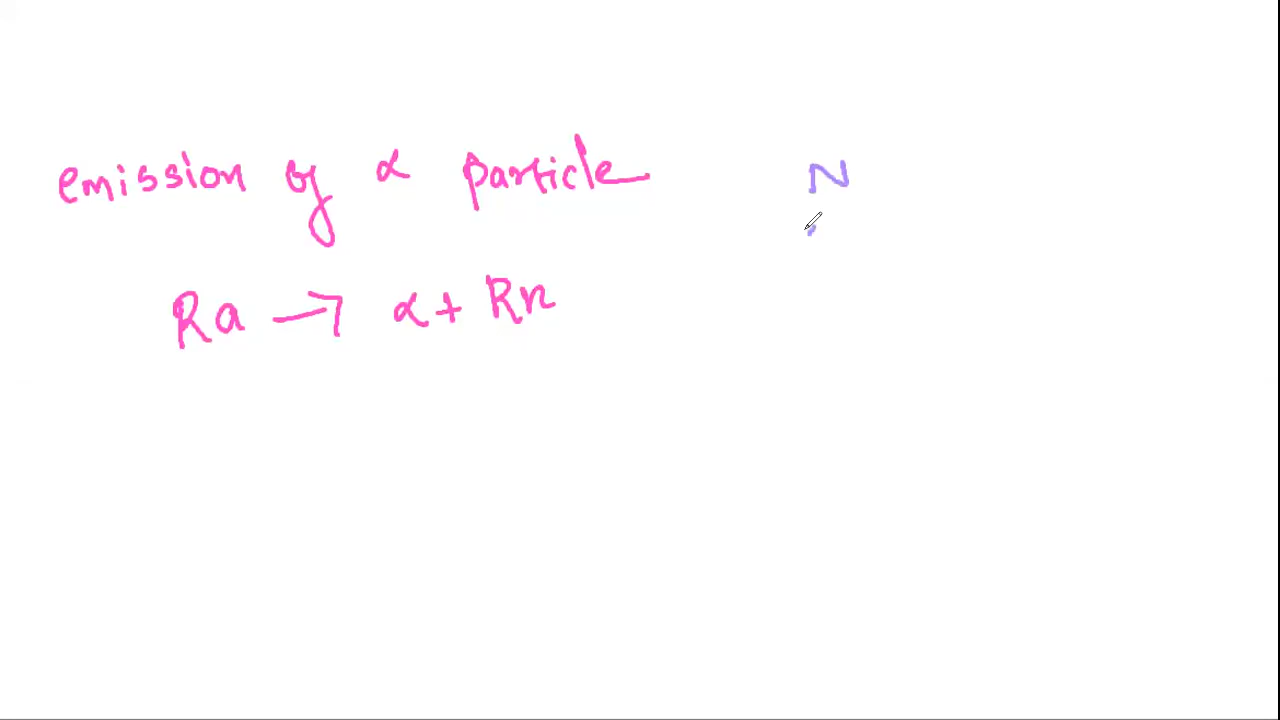 emission of α particle
N
Ra → α + Rn